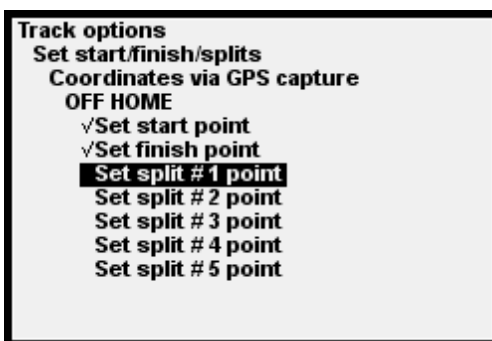 Track options
Set start/finish/splits
Coordinates via GPS capture
OFF HOME
√Set start point
√Set finish point
Set split #1 point
Set split #2 point
Set split #3 point
Set split #4 point
Set split #5 point